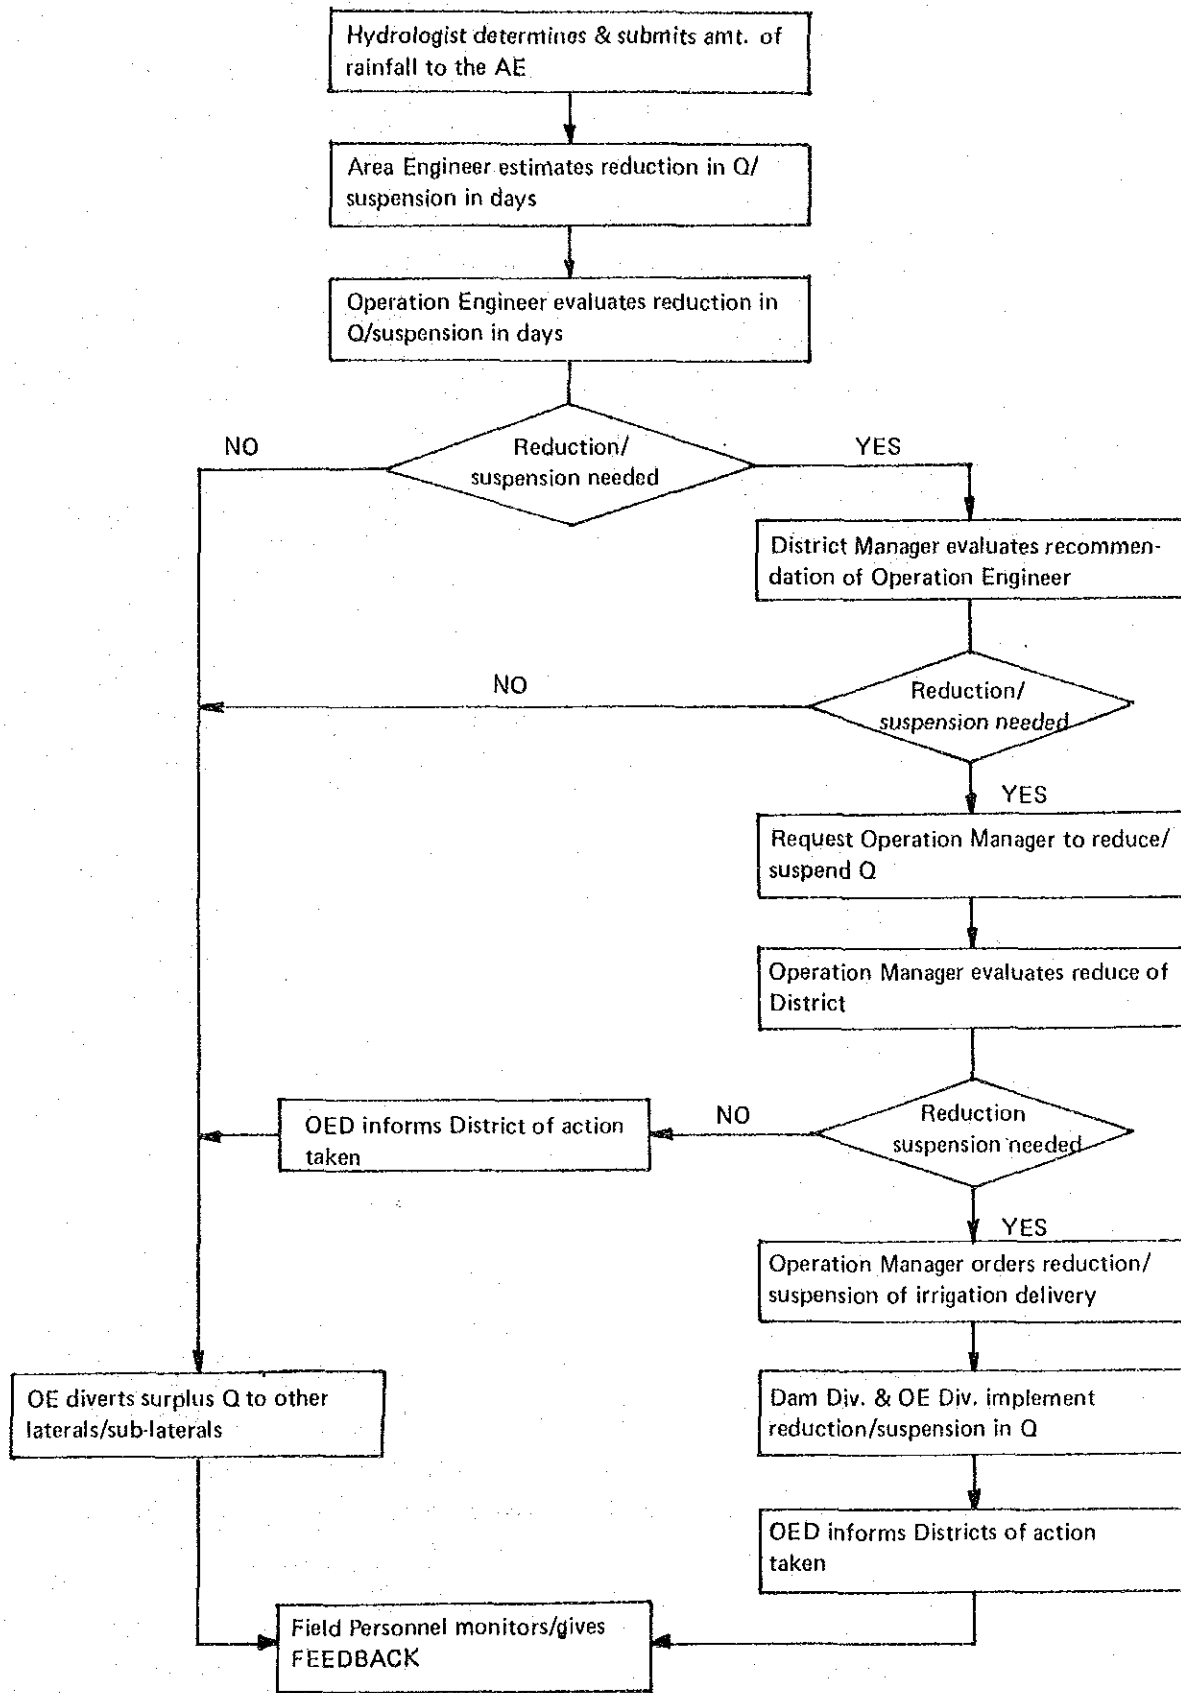 Hydrologist determines & submits amt. of
rainfall to the AE
Area Engineer estimates reduction in Q/
suspension in days
Operation Engineer evaluates reduction in
Q/suspension in days
NO
Reduction/
suspension needed
YES
District Manager evaluates recommen-
dation of Operation Engineer
NO
Reduction/
suspension needed
YES
Request Operation Manager to reduce/
suspend Q
Operation Manager evaluates reduce of
District
OED informs District of action
taken
NO
Reduction
suspension needed
YES
Operation Manager orders reduction/
suspension of irrigation delivery
OE diverts surplus Q to other
laterals/sub-laterals
Dam Div. & OE Div. implement
reduction/suspension in Q
OED informs Districts of action
taken
Field Personnel monitors/gives
FEEDBACK